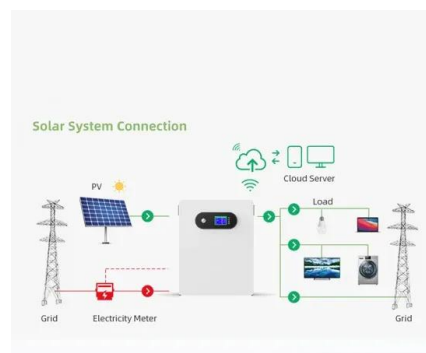 Solar System Connection
Cloud Server
PV
Load
Grid
Electricity Meter
Grid